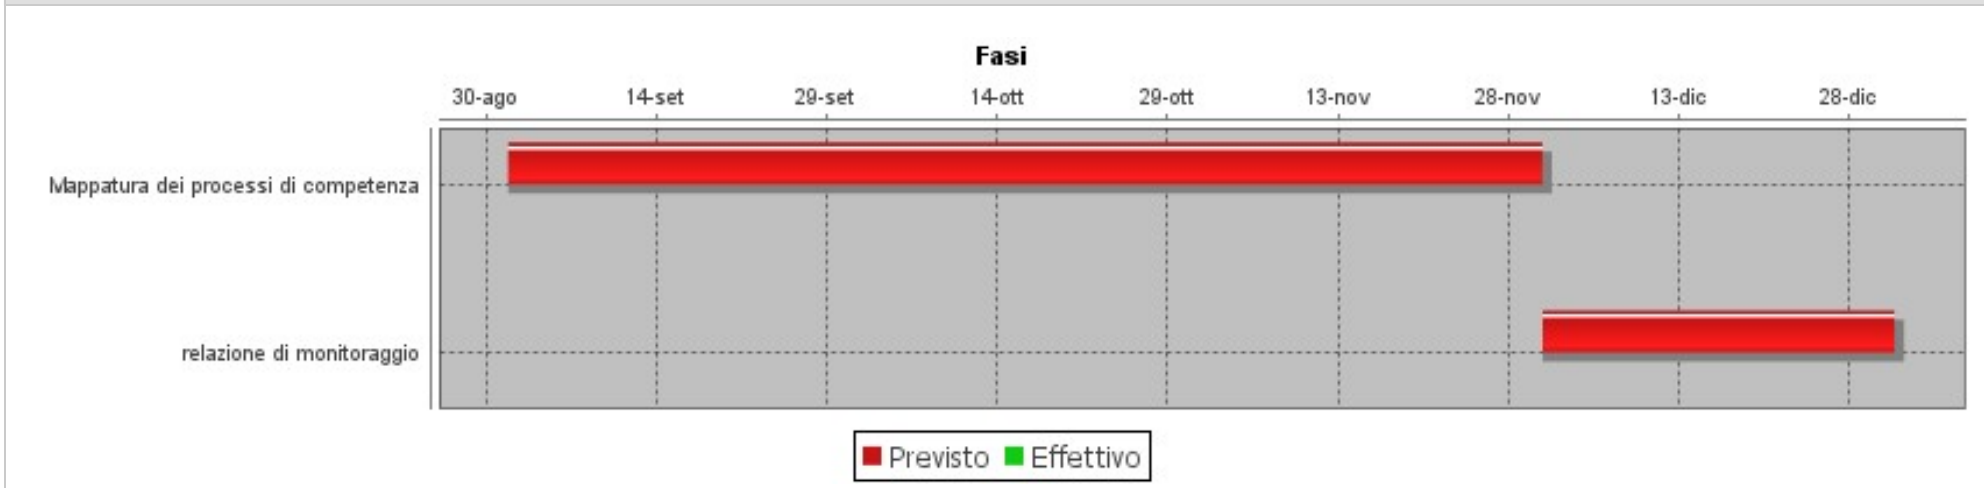 Fasi
30-ago 14-set 29-set 14-ott 29-ott 13-nov 28-nov 13-dic 28-dic
Mappatura dei processi di competenza
relazione di monitoraggio
Previsto Effettivo